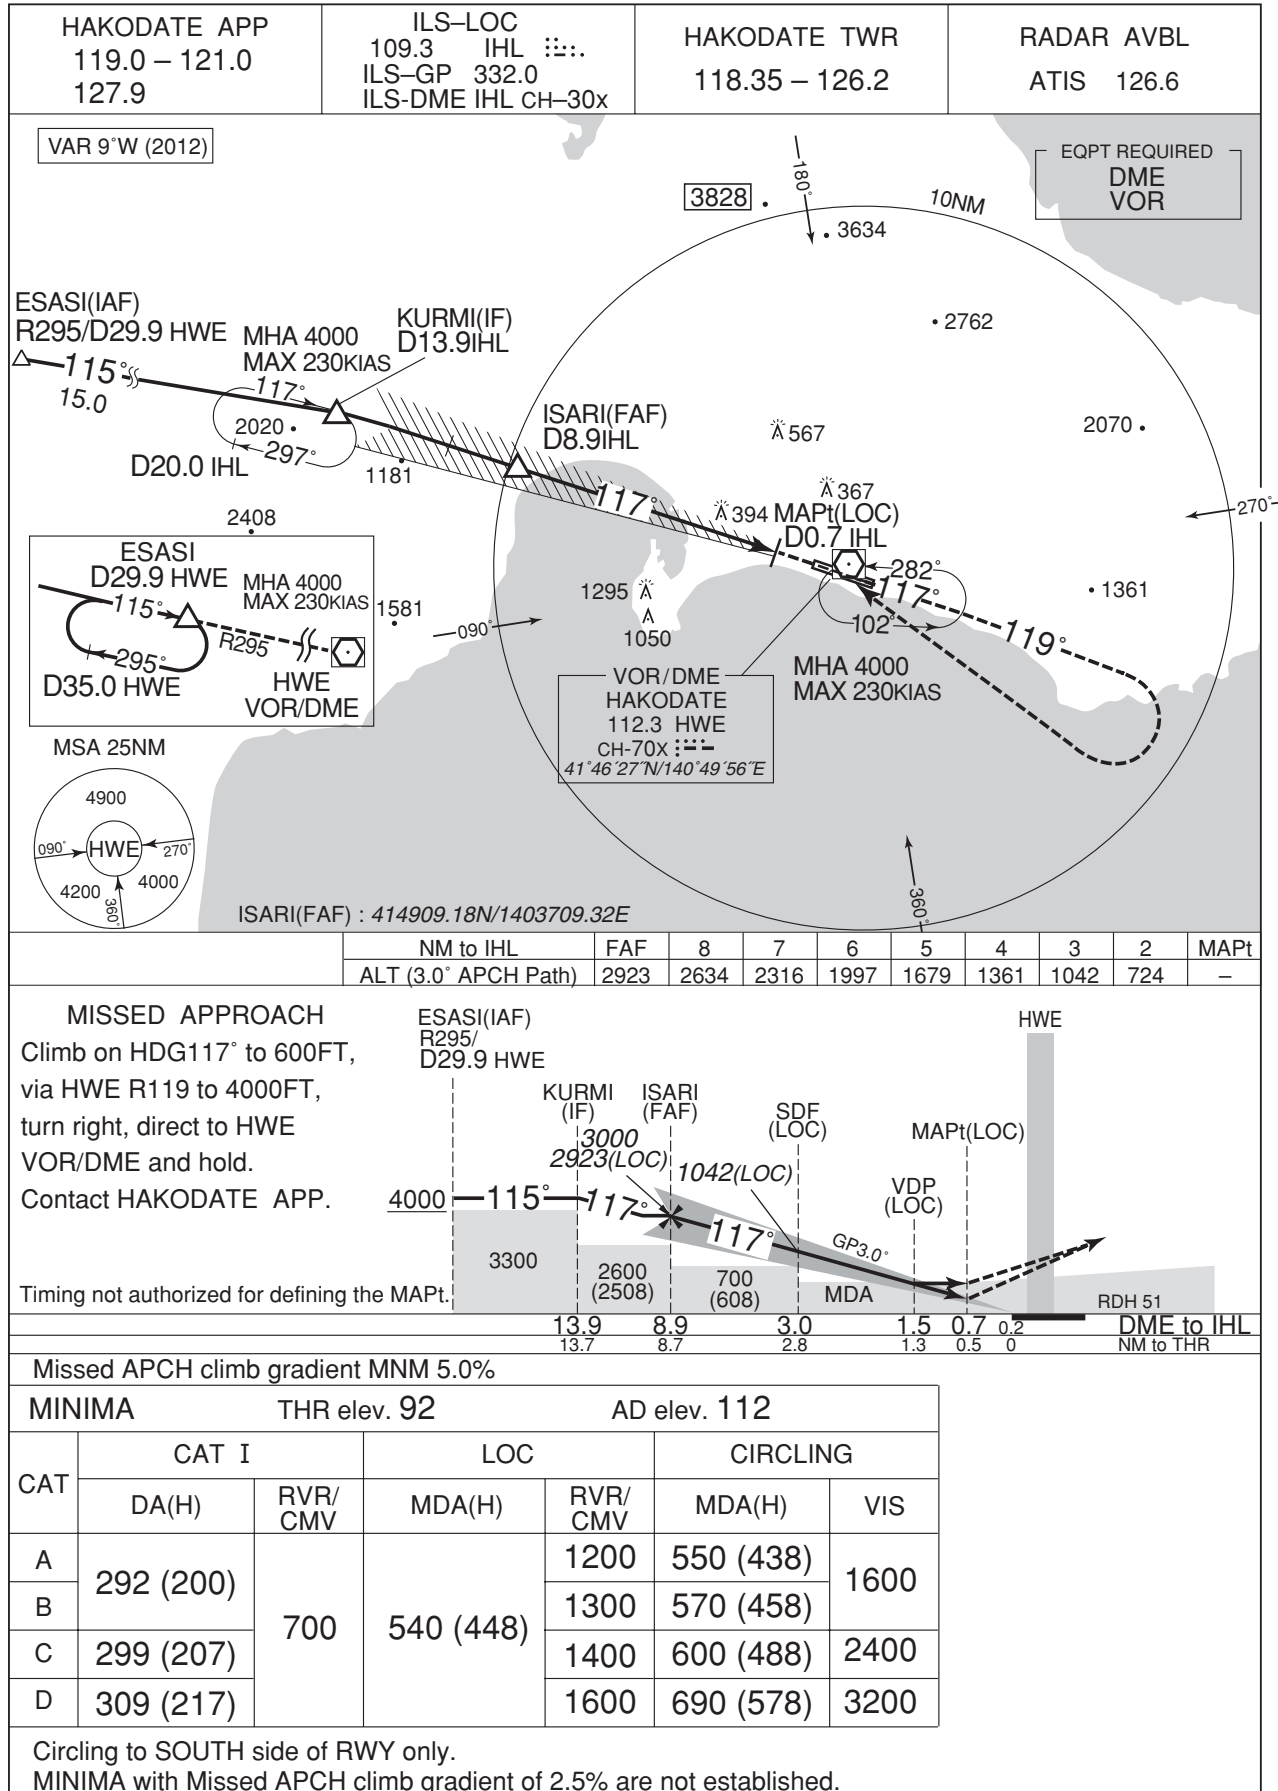 HAKODATE APP
119.0 – 121.0
127.9
ILS–LOC
109.3 IHL
ILS–GP 332.0
ILS-DME IHL CH–30x
HAKODATE TWR
118.35 – 126.2
RADAR AVBL
ATIS 126.6
VAR 9°W (2012)
EQPT REQUIRED
DME
VOR
180°
3828
10NM
3634
2762
ESASI(IAF)
R295/D29.9 HWE
115°
15.0
MHA 4000
MAX 230KIAS
KURMI(IF)
D13.9IHL
117°
2020
297°
D20.0 IHL
1181
ISARI(FAF)
D8.9IHL
567
2070
117°
394
367
MAPt(LOC)
D0.7 IHL
270°
2408
ESASI
D29.9 HWE
MHA 4000
MAX 230KIAS
115°
R295
295°
D35.0 HWE
HWE
VOR/DME
1581
090°
1295
1050
282°
117°
102°
119°
1361
MHA 4000
MAX 230KIAS
VOR/DME
HAKODATE
112.3 HWE
CH-70X
41°46′27″N/140°49′56″E
MSA 25NM
4900
090°
HWE
270°
4200
4000
360°
360°
ISARI(FAF) : 414909.18N/1403709.32E
NM to IHL FAF 8 7 6 5 4 3 2 MAPt
ALT (3.0° APCH Path) 2923 2634 2316 1997 1679 1361 1042 724 –
MISSED APPROACH
Climb on HDG117° to 600FT,
via HWE R119 to 4000FT,
turn right, direct to HWE
VOR/DME and hold.
Contact HAKODATE APP.
Timing not authorized for defining the MAPt.
ESASI(IAF)
R295/
D29.9 HWE
HWE
KURMI
(IF)
ISARI
(FAF)
SDF
(LOC)
MAPt(LOC)
3000
2923(LOC)
1042(LOC)
VDP
(LOC)
4000
115°
117°
117°
GP3.0°
3300
2600
(2508)
700
(608)
MDA
RDH 51
13.9 8.9 3.0 1.5 0.7 0.2 DME to IHL
13.7 8.7 2.8 1.3 0.5 0 NM to THR
Missed APCH climb gradient MNM 5.0%
MINIMA THR elev. 92 AD elev. 112
CAT
CAT I LOC CIRCLING
DA(H) RVR/CMV MDA(H) RVR/CMV MDA(H) VIS
A 292 (200) 700 540 (448) 1200 550 (438) 1600
B 1300 570 (458)
C 299 (207) 1400 600 (488) 2400
D 309 (217) 1600 690 (578) 3200
Circling to SOUTH side of RWY only.
MINIMA with Missed APCH climb gradient of 2.5% are not established.